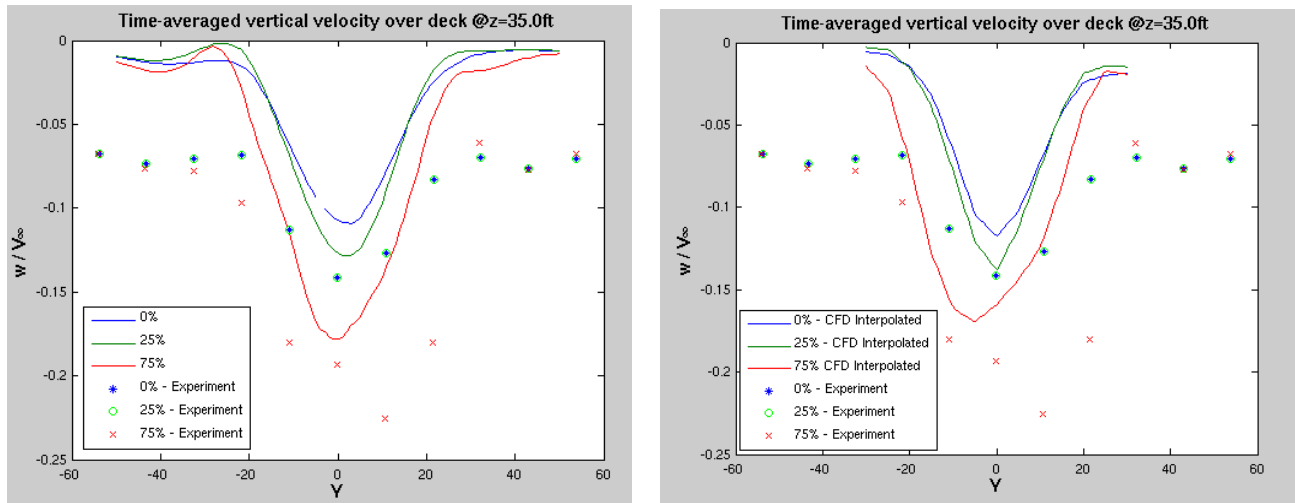 Time-averaged vertical velocity over deck @z=35.0ft
0
-0.05
-0.1
-0.15
-0.2
-0.25
w / V∞
-60
-40
-20
0
20
40
60
Y
0%
25%
75%
0% - Experiment
25% - Experiment
75% - Experiment
Time-averaged vertical velocity over deck @z=35.0ft
0
-0.05
-0.1
-0.15
-0.2
-0.25
w / V∞
-60
-40
-20
0
20
40
60
Y
0% - CFD Interpolated
25% - CFD Interpolated
75% CFD Interpolated
0% - Experiment
25% - Experiment
75% - Experiment